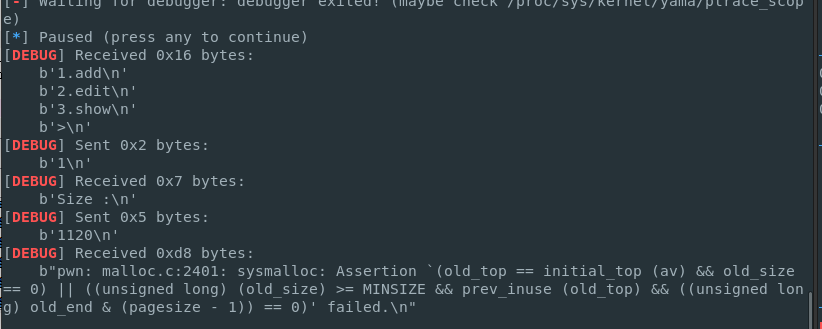 [-] Waiting for debugger: debugger exited! (maybe check /proc/sys/kernel/yama/ptrace_scop
e)
[*] Paused (press any to continue)
[DEBUG] Received 0x16 bytes:
    b'1.add\n'
    b'2.edit\n'
    b'3.show\n'
    b'>\n'
[DEBUG] Sent 0x2 bytes:
    b'1\n'
[DEBUG] Received 0x7 bytes:
    b'Size :\n'
[DEBUG] Sent 0x5 bytes:
    b'1120\n'
[DEBUG] Received 0xd8 bytes:
    b"pwn: malloc.c:2401: sysmalloc: Assertion `(old_top == initial_top (av) && old_size
== 0) || ((unsigned long) (old_size) >= MINSIZE && prev_inuse (old_top) && ((unsigned lon
g) old_end & (pagesize - 1)) == 0)' failed.\n"